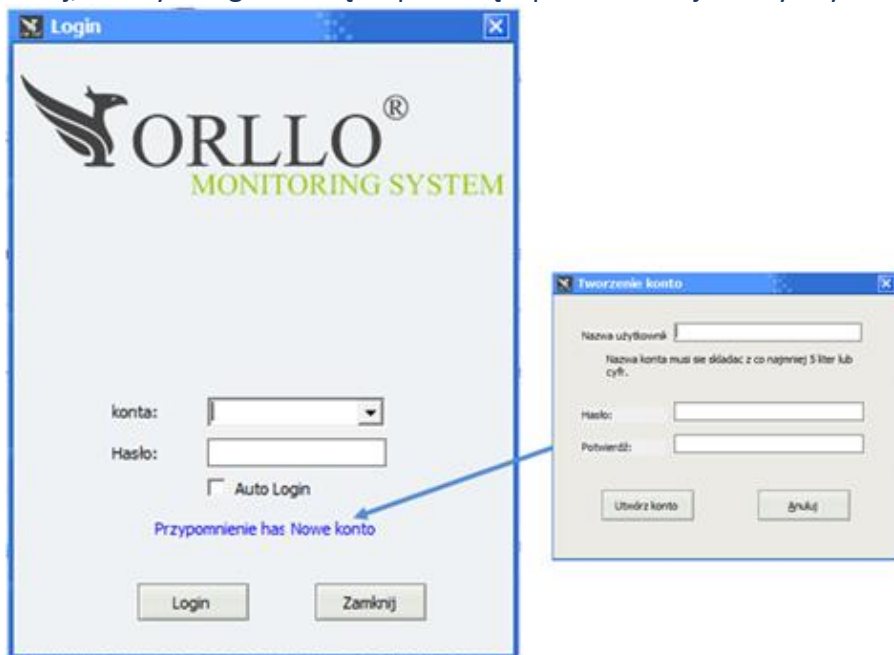 Login
ORLLO®
MONITORING SYSTEM
konta:
Hasło:
Auto Login
Przypomnienie has Nowe konto
Login
Zamknij
Tworzenie konto
Nazwa użytkownik
Nazwa konta musi sie skladac z co najmniej 5 liter lub
cyfr.
Hasło:
Potwierdź:
Utwórz konto
Anuluj